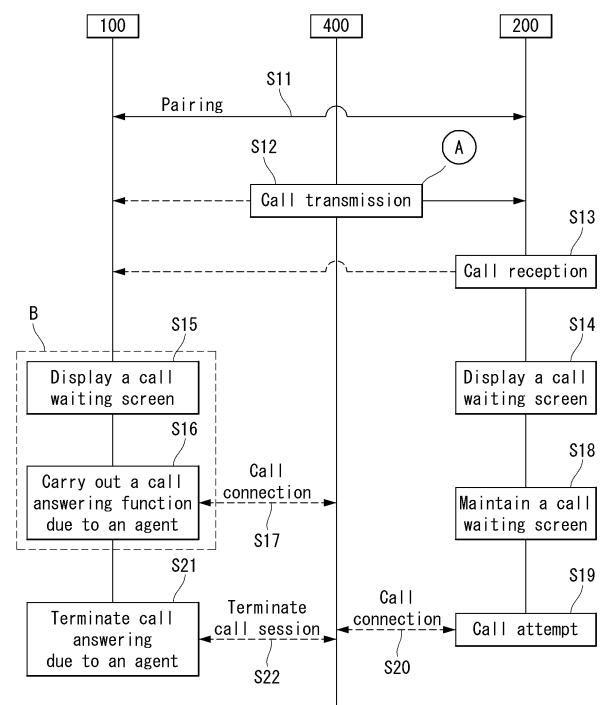 100
400
200
S11
Pairing
S12
A
Call transmission
S13
Call reception
B
S15
S14
Display a call
waiting screen
Display a call
waiting screen
S16
S18
Carry out a call
answering function
due to an agent
Call
connection
S17
Maintain a call
waiting screen
S21
S19
Terminate call
answering
due to an agent
Terminate
call session
S22
Call
connection
S20
Call attempt